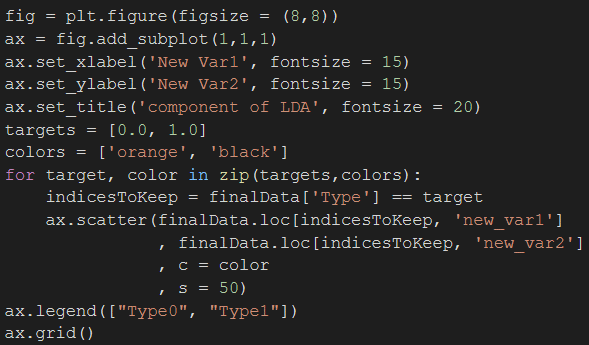 fig = plt.figure(figsize = (8,8))
ax = fig.add_subplot(1,1,1)
ax.set_xlabel('New Var1', fontsize = 15)
ax.set_ylabel('New Var2', fontsize = 15)
ax.set_title('component of LDA', fontsize = 20)
targets = [0.0, 1.0]
colors = ['orange', 'black']
for target, color in zip(targets,colors):
    indicesToKeep = finalData['Type'] == target
    ax.scatter(finalData.loc[indicesToKeep, 'new_var1']
               , finalData.loc[indicesToKeep, 'new_var2']
               , c = color
               , s = 50)
ax.legend(["Type0", "Type1"])
ax.grid()